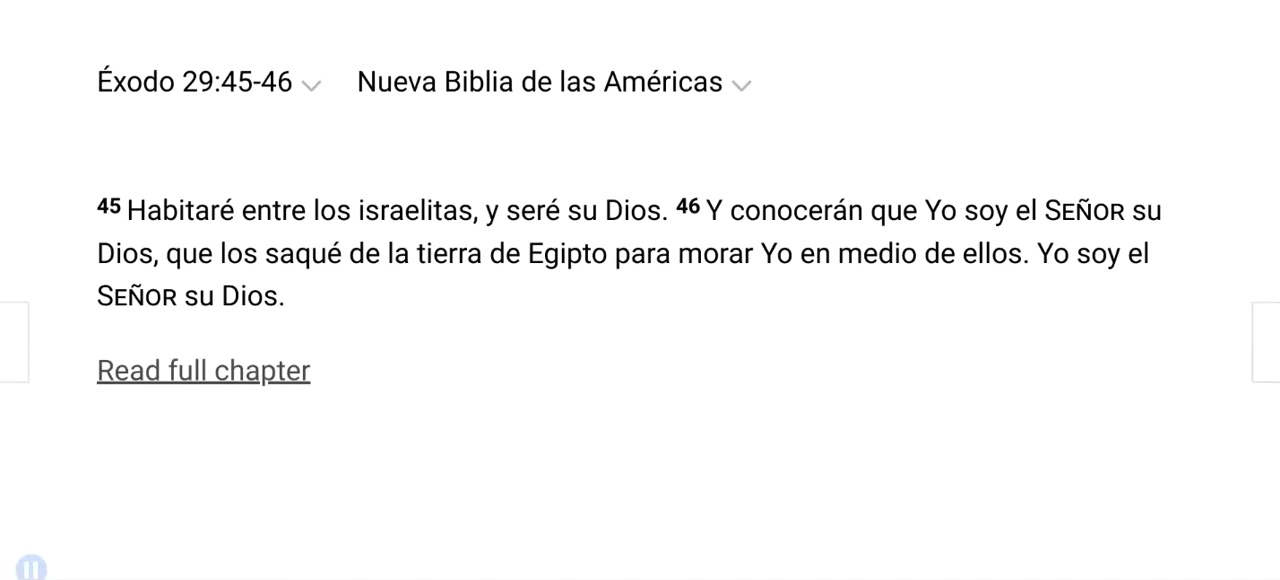 Éxodo 29:45-46 Nueva Biblia de las Américas
45 Habitaré entre los israelitas, y seré su Dios. 46 Y conocerán que Yo soy el SEÑOR su
Dios, que los saqué de la tierra de Egipto para morar Yo en medio de ellos. Yo soy el
SEÑOR su Dios.
Read full chapter